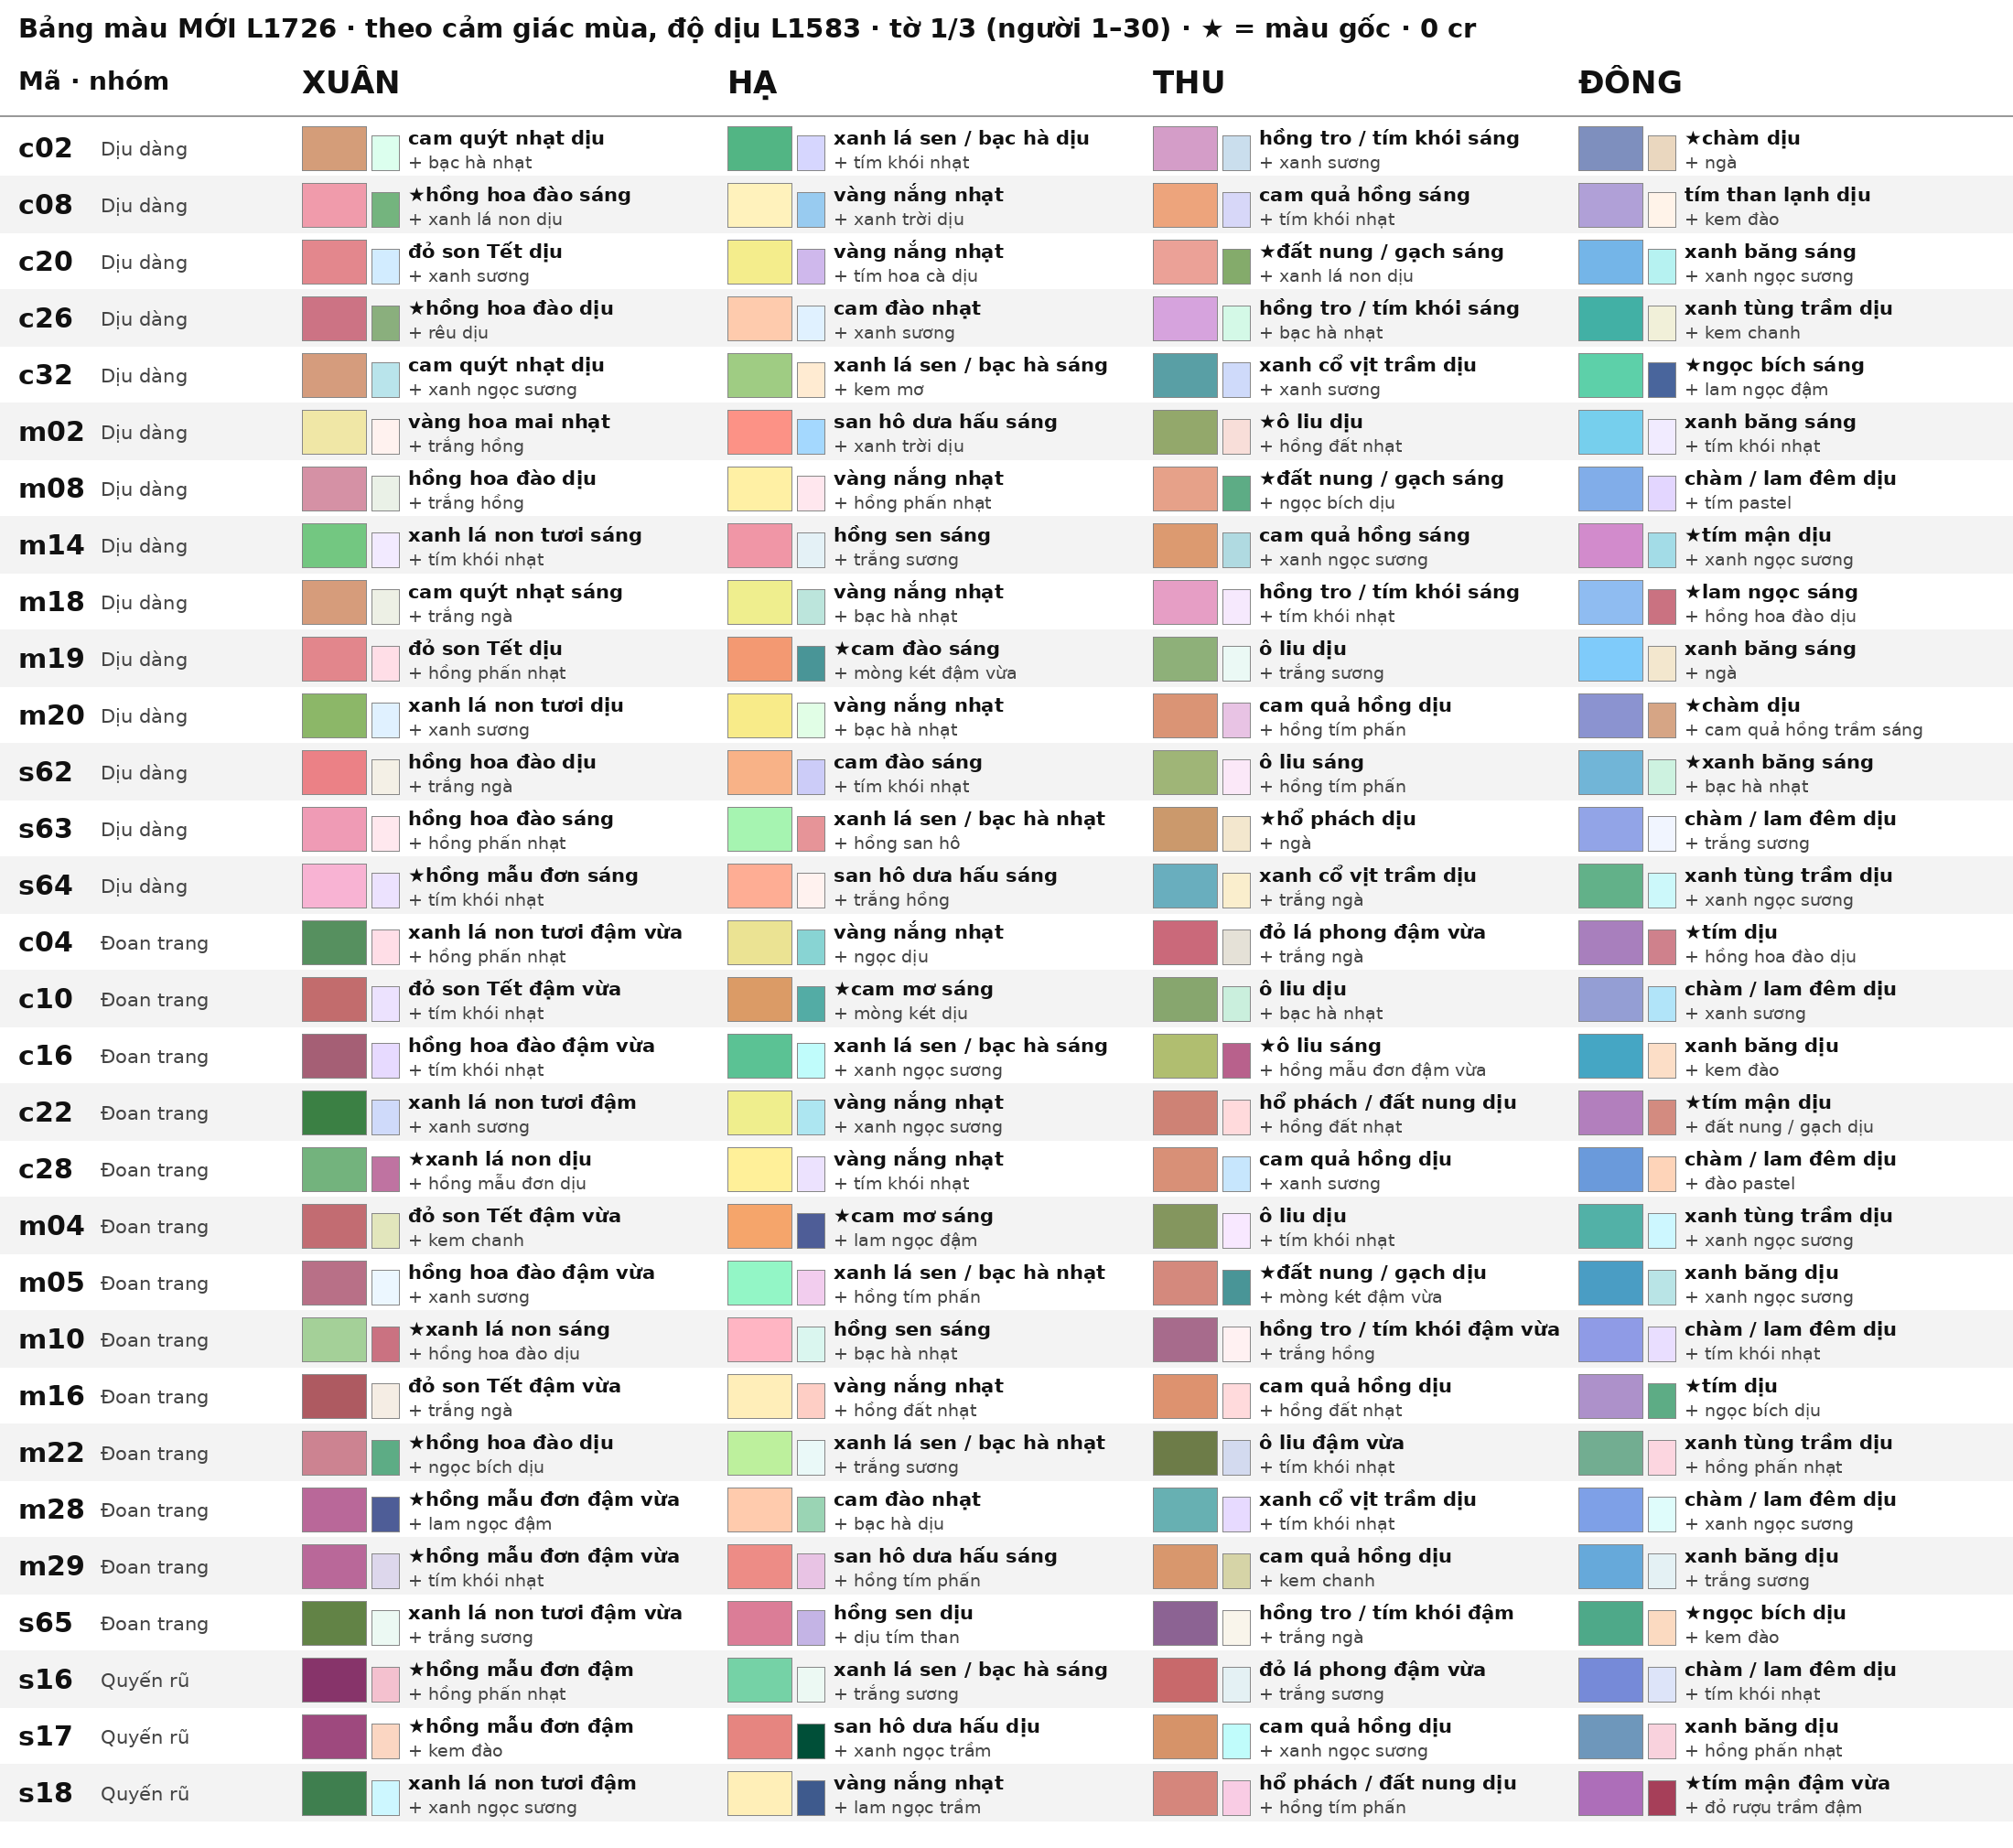 Bảng màu MỚI L1726 · theo cảm giác mùa, độ dịu L1583 · tờ 1/3 (người 1–30) · ★ = màu gốc · 0 cr
Mã · nhóm XUÂN HẠ THU ĐÔNG
c02 Dịu dàng cam quýt nhạt dịu xanh lá sen / bạc hà dịu hồng tro / tím khói sáng ★chàm dịu
+ bạc hà nhạt + tím khói nhạt + xanh sương + ngà
c08 Dịu dàng ★hồng hoa đào sáng vàng nắng nhạt cam quả hồng sáng tím than lạnh dịu
+ xanh lá non dịu + xanh trời dịu + tím khói nhạt + kem đào
c20 Dịu dàng đỏ son Tết dịu vàng nắng nhạt ★đất nung / gạch sáng xanh băng sáng
+ xanh sương + tím hoa cà dịu + xanh lá non dịu + xanh ngọc sương
c26 Dịu dàng ★hồng hoa đào dịu cam đào nhạt hồng tro / tím khói sáng xanh tùng trầm dịu
+ rêu dịu + xanh sương + bạc hà nhạt + kem chanh
c32 Dịu dàng cam quýt nhạt dịu xanh lá sen / bạc hà sáng xanh cổ vịt trầm dịu ★ngọc bích sáng
+ xanh ngọc sương + kem mơ + xanh sương + lam ngọc đậm
m02 Dịu dàng vàng hoa mai nhạt san hô dưa hấu sáng ★ô liu dịu xanh băng sáng
+ trắng hồng + xanh trời dịu + hồng đất nhạt + tím khói nhạt
m08 Dịu dàng hồng hoa đào dịu vàng nắng nhạt ★đất nung / gạch sáng chàm / lam đêm dịu
+ trắng hồng + hồng phấn nhạt + ngọc bích dịu + tím pastel
m14 Dịu dàng xanh lá non tươi sáng hồng sen sáng cam quả hồng sáng ★tím mận dịu
+ tím khói nhạt + trắng sương + xanh ngọc sương + xanh ngọc sương
m18 Dịu dàng cam quýt nhạt sáng vàng nắng nhạt hồng tro / tím khói sáng ★lam ngọc sáng
+ trắng ngà + bạc hà nhạt + tím khói nhạt + hồng hoa đào dịu
m19 Dịu dàng đỏ son Tết dịu ★cam đào sáng ô liu dịu xanh băng sáng
+ hồng phấn nhạt + mòng két đậm vừa + trắng sương + ngà
m20 Dịu dàng xanh lá non tươi dịu vàng nắng nhạt cam quả hồng dịu ★chàm dịu
+ xanh sương + bạc hà nhạt + hồng tím phấn + cam quả hồng trầm sáng
s62 Dịu dàng hồng hoa đào dịu cam đào sáng ô liu sáng ★xanh băng sáng
+ trắng ngà + tím khói nhạt + hồng tím phấn + bạc hà nhạt
s63 Dịu dàng hồng hoa đào sáng xanh lá sen / bạc hà nhạt ★hổ phách dịu chàm / lam đêm dịu
+ hồng phấn nhạt + hồng san hô + ngà + trắng sương
s64 Dịu dàng ★hồng mẫu đơn sáng san hô dưa hấu sáng xanh cổ vịt trầm dịu xanh tùng trầm dịu
+ tím khói nhạt + trắng hồng + trắng ngà + xanh ngọc sương
c04 Đoan trang xanh lá non tươi đậm vừa vàng nắng nhạt đỏ lá phong đậm vừa ★tím dịu
+ hồng phấn nhạt + ngọc dịu + trắng ngà + hồng hoa đào dịu
c10 Đoan trang đỏ son Tết đậm vừa ★cam mơ sáng ô liu dịu chàm / lam đêm dịu
+ tím khói nhạt + mòng két dịu + bạc hà nhạt + xanh sương
c16 Đoan trang hồng hoa đào đậm vừa xanh lá sen / bạc hà sáng ★ô liu sáng xanh băng dịu
+ tím khói nhạt + xanh ngọc sương + hồng mẫu đơn đậm vừa + kem đào
c22 Đoan trang xanh lá non tươi đậm vàng nắng nhạt hổ phách / đất nung dịu ★tím mận dịu
+ xanh sương + xanh ngọc sương + hồng đất nhạt + đất nung / gạch dịu
c28 Đoan trang ★xanh lá non dịu vàng nắng nhạt cam quả hồng dịu chàm / lam đêm dịu
+ hồng mẫu đơn dịu + tím khói nhạt + xanh sương + đào pastel
m04 Đoan trang đỏ son Tết đậm vừa ★cam mơ sáng ô liu dịu xanh tùng trầm dịu
+ kem chanh + lam ngọc đậm + tím khói nhạt + xanh ngọc sương
m05 Đoan trang hồng hoa đào đậm vừa xanh lá sen / bạc hà nhạt ★đất nung / gạch dịu xanh băng dịu
+ xanh sương + hồng tím phấn + mòng két đậm vừa + xanh ngọc sương
m10 Đoan trang ★xanh lá non sáng hồng sen sáng hồng tro / tím khói đậm vừa chàm / lam đêm dịu
+ hồng hoa đào dịu + bạc hà nhạt + trắng hồng + tím khói nhạt
m16 Đoan trang đỏ son Tết đậm vừa vàng nắng nhạt cam quả hồng dịu ★tím dịu
+ trắng ngà + hồng đất nhạt + hồng đất nhạt + ngọc bích dịu
m22 Đoan trang ★hồng hoa đào dịu xanh lá sen / bạc hà nhạt ô liu đậm vừa xanh tùng trầm dịu
+ ngọc bích dịu + trắng sương + tím khói nhạt + hồng phấn nhạt
m28 Đoan trang ★hồng mẫu đơn đậm vừa cam đào nhạt xanh cổ vịt trầm dịu chàm / lam đêm dịu
+ lam ngọc đậm + bạc hà dịu + tím khói nhạt + xanh ngọc sương
m29 Đoan trang ★hồng mẫu đơn đậm vừa san hô dưa hấu sáng cam quả hồng dịu xanh băng dịu
+ tím khói nhạt + hồng tím phấn + kem chanh + trắng sương
s65 Đoan trang xanh lá non tươi đậm vừa hồng sen dịu hồng tro / tím khói đậm ★ngọc bích dịu
+ trắng sương + dịu tím than + trắng ngà + kem đào
s16 Quyến rũ ★hồng mẫu đơn đậm xanh lá sen / bạc hà sáng đỏ lá phong đậm vừa chàm / lam đêm dịu
+ hồng phấn nhạt + trắng sương + trắng sương + tím khói nhạt
s17 Quyến rũ ★hồng mẫu đơn đậm san hô dưa hấu dịu cam quả hồng dịu xanh băng dịu
+ kem đào + xanh ngọc trầm + xanh ngọc sương + hồng phấn nhạt
s18 Quyến rũ xanh lá non tươi đậm vàng nắng nhạt hổ phách / đất nung dịu ★tím mận đậm vừa
+ xanh ngọc sương + lam ngọc trầm + hồng tím phấn + đỏ rượu trầm đậm